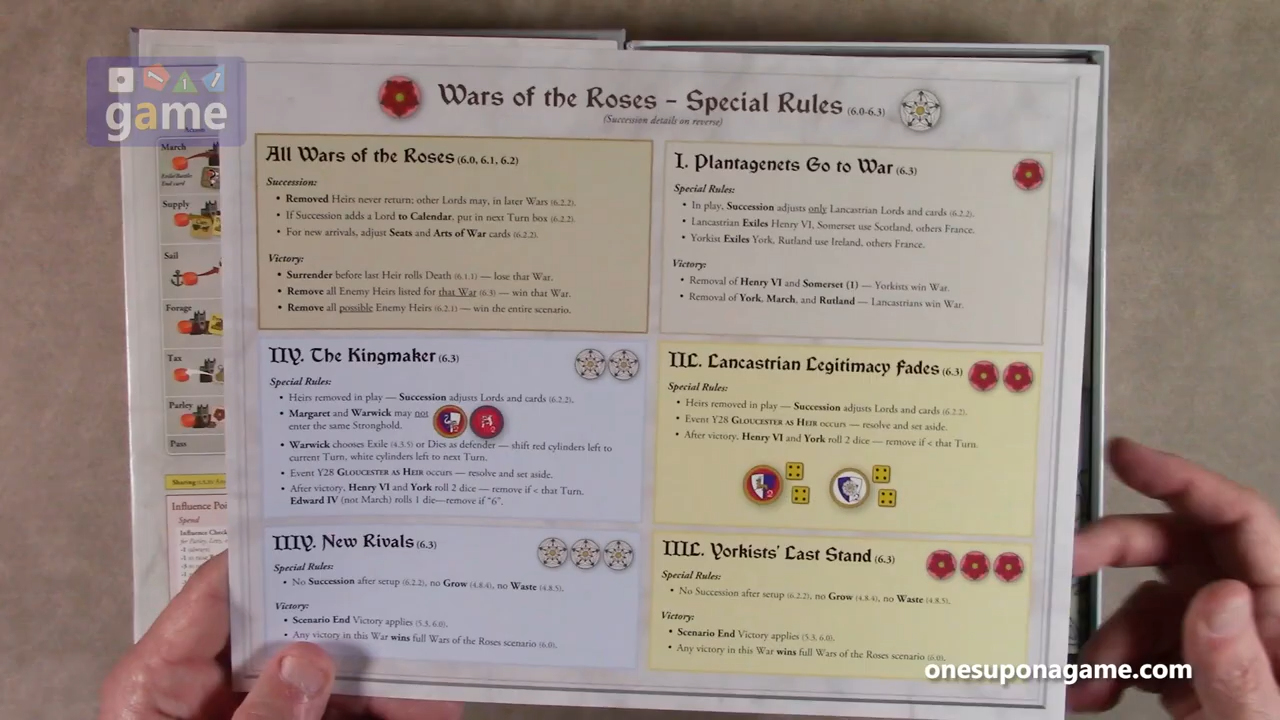 game
Wars of the Roses – Special Rules (6.0-6.3)
(Succession details on reverse)
All Wars of the Roses (6.0, 6.1, 6.2)
Succession:
• Removed Heirs never return; other Lords may, in later Wars (6.2.2).
• If Succession adds a Lord to Calendar, put in next Turn box (6.2.2).
• For new arrivals, adjust Seats and Arts of War cards (6.2.2).
Victory:
• Surrender before last Heir rolls Death (6.1.1) — lose that War.
• Remove all Enemy Heirs listed for that War (6.3) — win that War.
• Remove all possible Enemy Heirs (6.2.1) — win the entire scenario.
I. Plantagenets Go to War (6.3)
Special Rules:
• In play, Succession adjusts only Lancastrian Lords and cards (6.2.2).
• Lancastrian Exiles Henry VI, Somerset use Scotland, others France.
• Yorkist Exiles York, Rutland use Ireland, others France.
Victory:
• Removal of Henry VI and Somerset (1) — Yorkists win War.
• Removal of York, March, and Rutland — Lancastrians win War.
IIY. The Kingmaker (6.3)
Special Rules:
• Heirs removed in play — Succession adjusts Lords and cards (6.2.2).
• Margaret and Warwick may not
enter the same Stronghold.
• Warwick chooses Exile (4.3.5) or Dies as defender — shift red cylinders left to
current Turn, white cylinders left to next Turn.
• Event Y28 Gloucester as Heir occurs — resolve and set aside.
• After victory, Henry VI and York roll 2 dice — remove if < that Turn.
Edward IV (not March) rolls 1 die—remove if "6".
IIL. Lancastrian Legitimacy Fades (6.3)
Special Rules:
• Heirs removed in play — Succession adjusts Lords and cards (6.2.2).
• Event Y28 Gloucester as Heir occurs — resolve and set aside.
• After victory, Henry VI and York roll 2 dice — remove if < that Turn.
IIIY. New Rivals (6.3)
Special Rules:
• No Succession after setup (6.2.2), no Grow (4.8.4), no Waste (4.8.5).
Victory:
• Scenario End Victory applies (5.3, 6.0).
• Any victory in this War wins full Wars of the Roses scenario (6.0).
IIIL. Yorkists' Last Stand (6.3)
Special Rules:
• No Succession after setup (6.2.2), no Grow (4.8.4), no Waste (4.8.5).
Victory:
• Scenario End Victory applies (5.3, 6.0).
• Any victory in this War wins full Wars of the Roses scenario (6.0).
March
Supply
Sail
Forage
Tax
Parley
Pass
Sharing
Influence
Spend
Influence
onesuponagame.com